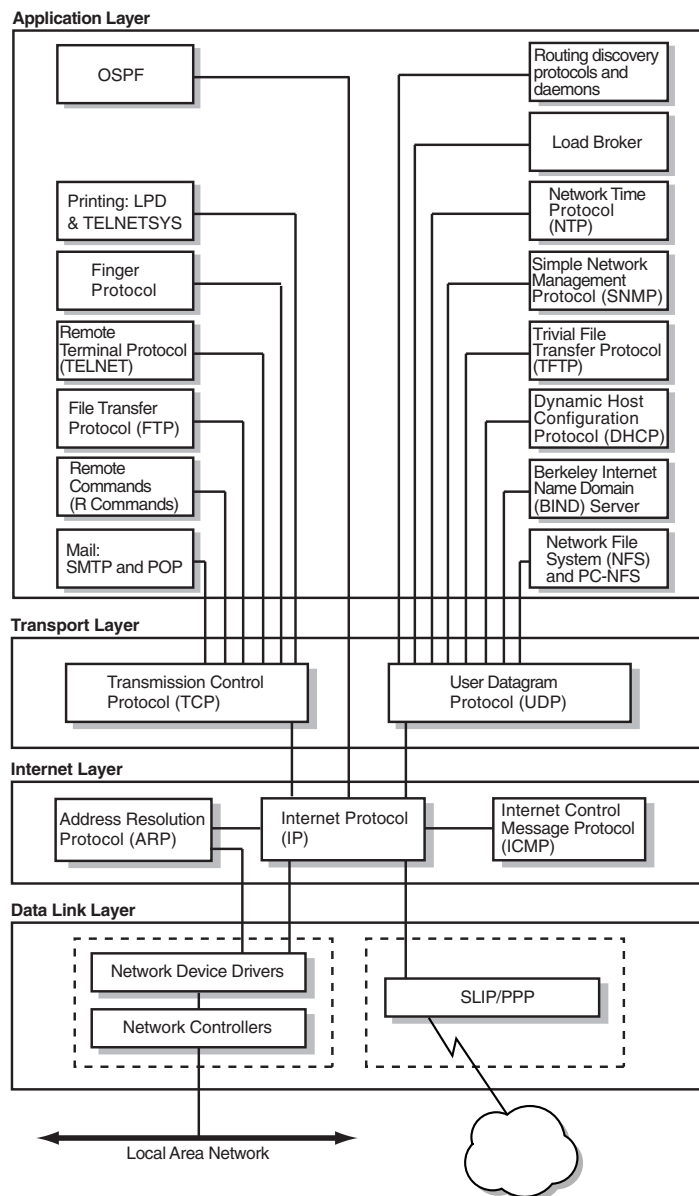 Application Layer
OSPF
Routing discovery
protocols and
daemons
Load Broker
Printing: LPD
& TELNETSYS
Network Time
Protocol
(NTP)
Finger
Protocol
Simple Network
Management
Protocol (SNMP)
Remote
Terminal Protocol
(TELNET)
Trivial File
Transfer Protocol
(TFTP)
File Transfer
Protocol (FTP)
Dynamic Host
Configuration
Protocol (DHCP)
Remote
Commands
(R Commands)
Berkeley Internet
Name Domain
(BIND) Server
Mail:
SMTP and POP
Network File
System (NFS)
and PC-NFS
Transport Layer
Transmission Control
Protocol (TCP)
User Datagram
Protocol (UDP)
Internet Layer
Address Resolution
Protocol (ARP)
Internet Protocol
(IP)
Internet Control
Message Protocol
(ICMP)
Data Link Layer
Network Device Drivers
Network Controllers
SLIP/PPP
Local Area Network